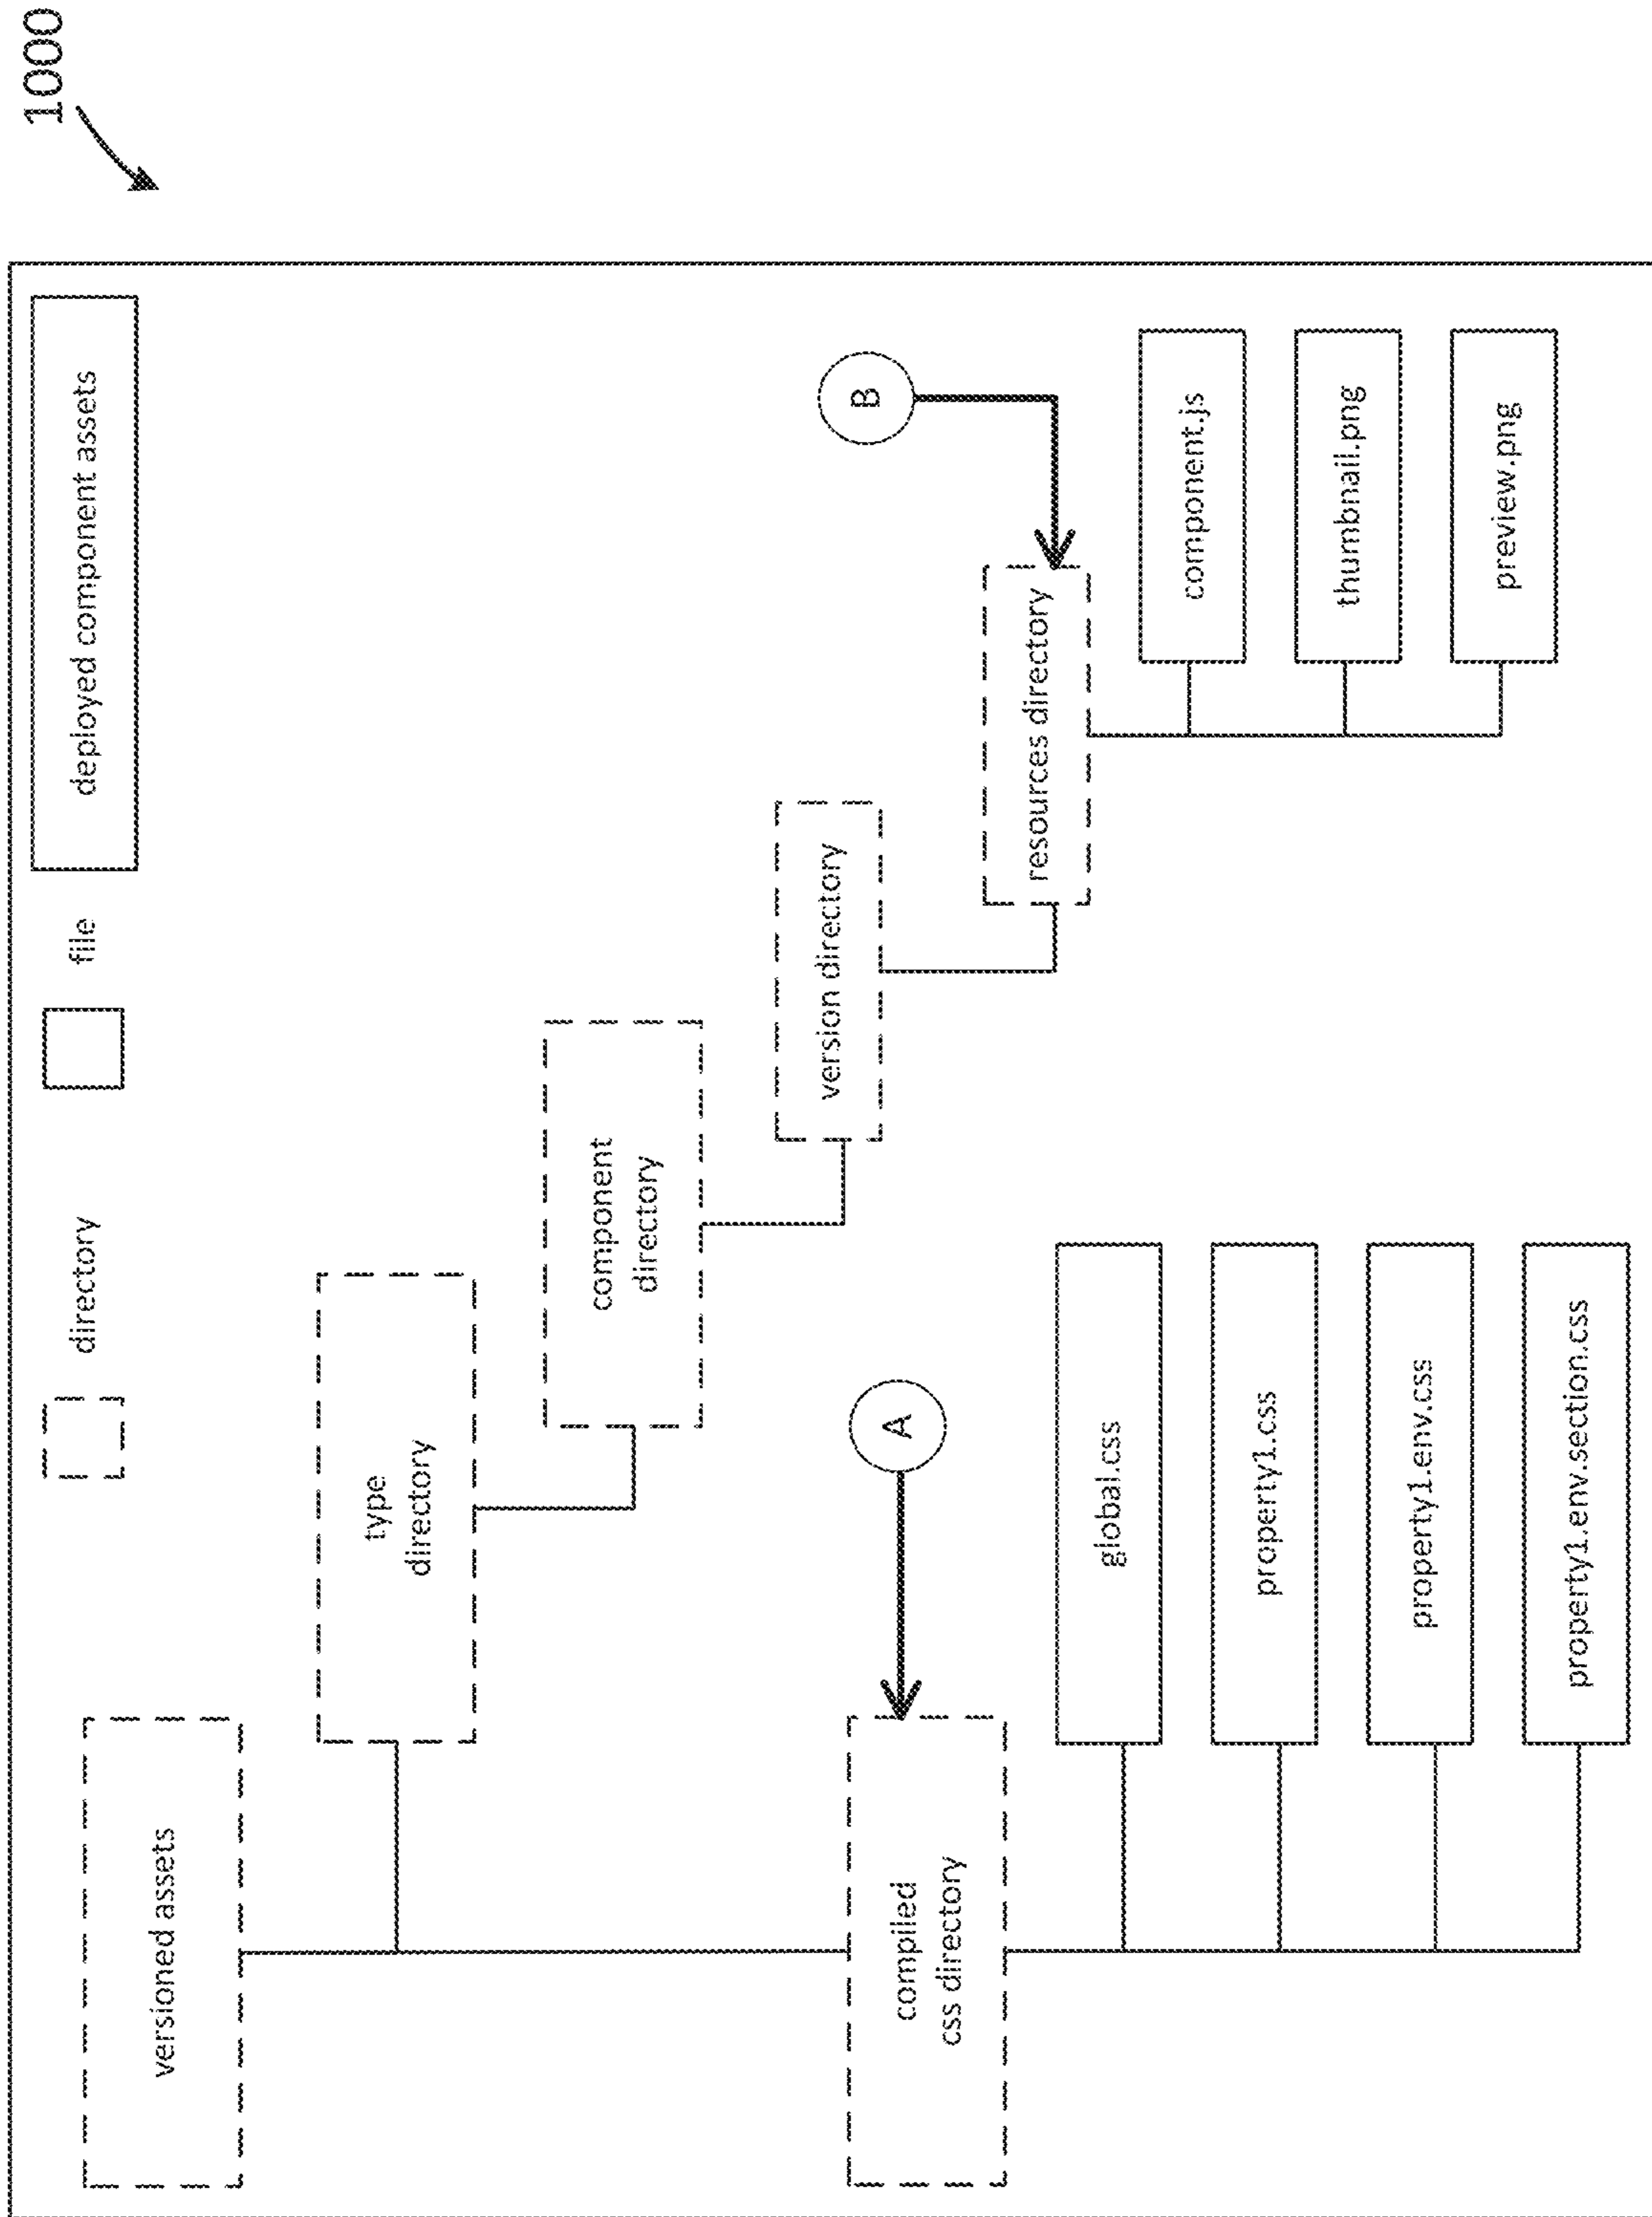 1000
directory
file
deployed component assets
versioned assets
type
directory
component
directory
version directory
B
compiled
css directory
A
resources directory
global.css
component.js
property1.css
thumbnail.png
property1.env.css
preview.png
property1.env.section.css